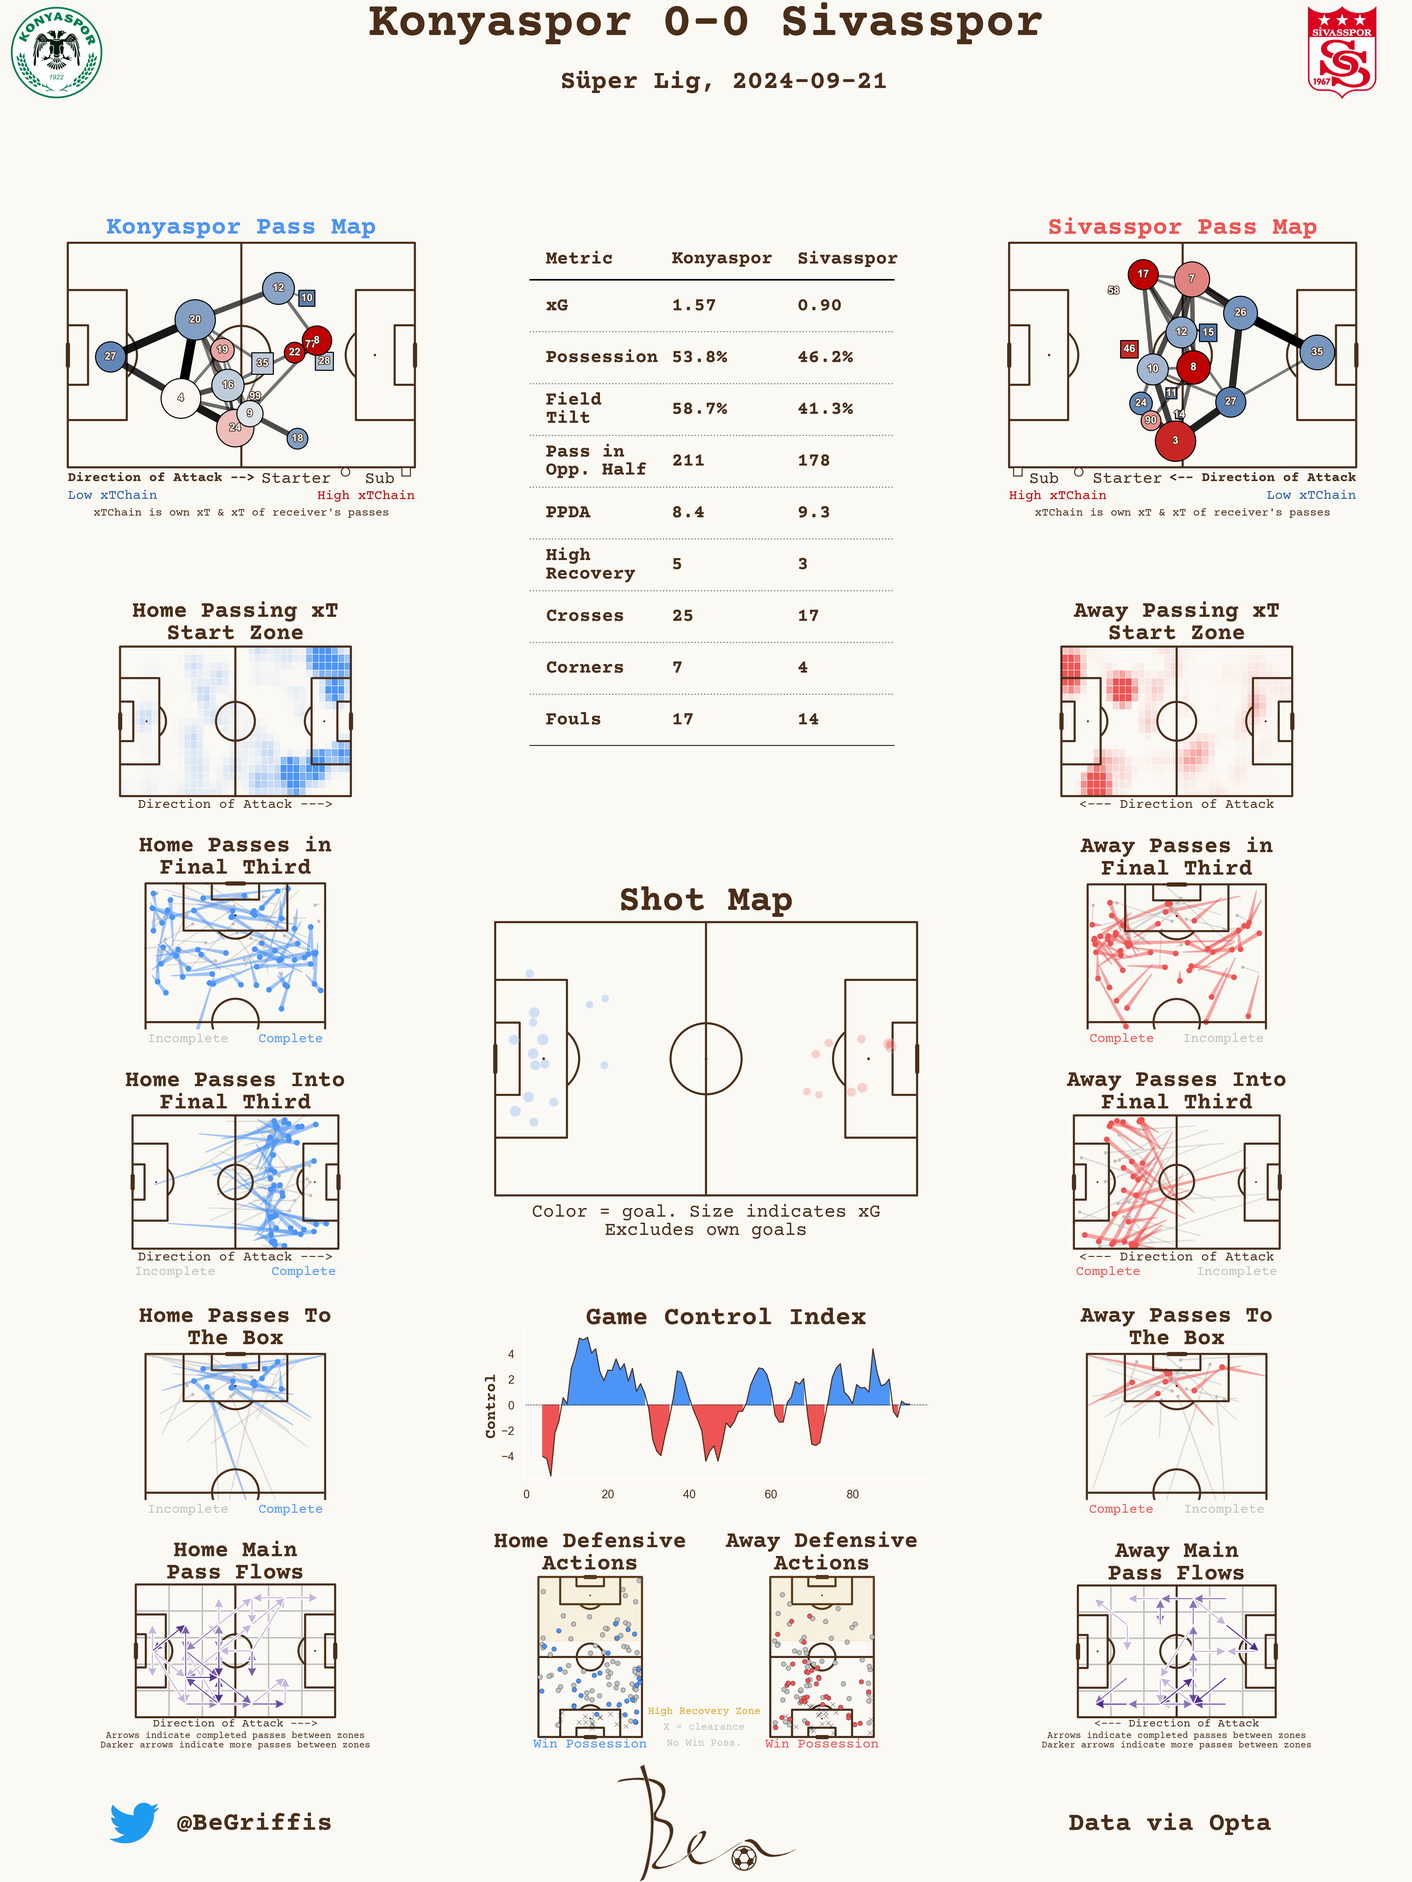 Konyaspor 0-0 Sivasspor
Süper Lig, 2024-09-21
KONYASPOR
1922
SİVASSPOR
1967
Konyaspor Pass Map
27
20
4
12
10
19
35
22
77
8
28
16
99
9
24
18
Direction of Attack --> Starter Sub
Low xTChain High xTChain
xTChain is own xT & xT of receiver's passes
Metric Konyaspor Sivasspor
xG 1.57 0.90
Possession 53.8% 46.2%
Field
Tilt 58.7% 41.3%
Pass in
Opp. Half 211 178
PPDA 8.4 9.3
High
Recovery 5 3
Crosses 25 17
Corners 7 4
Fouls 17 14
Sivasspor Pass Map
17
7
58
26
12
15
46
35
10
8
11
24
27
14
90
3
Sub Starter <-- Direction of Attack
High xTChain Low xTChain
xTChain is own xT & xT of receiver's passes
Home Passing xT
Start Zone
Direction of Attack --->
Away Passing xT
Start Zone
<--- Direction of Attack
Home Passes in
Final Third
Incomplete Complete
Away Passes in
Final Third
Complete Incomplete
Shot Map
Color = goal. Size indicates xG
Excludes own goals
Home Passes Into
Final Third
Direction of Attack --->
Incomplete Complete
Away Passes Into
Final Third
<--- Direction of Attack
Complete Incomplete
Home Passes To
The Box
Incomplete Complete
Game Control Index
Control
4
2
0
−2
−4
0 20 40 60 80
Away Passes To
The Box
Complete Incomplete
Home Main
Pass Flows
Direction of Attack --->
Arrows indicate completed passes between zones
Darker arrows indicate more passes between zones
Home Defensive
Actions
Win Possession
High Recovery Zone
X = clearance
No Win Poss.
Away Defensive
Actions
Win Possession
Away Main
Pass Flows
<--- Direction of Attack
Arrows indicate completed passes between zones
Darker arrows indicate more passes between zones
@BeGriffis
Ben
Data via Opta